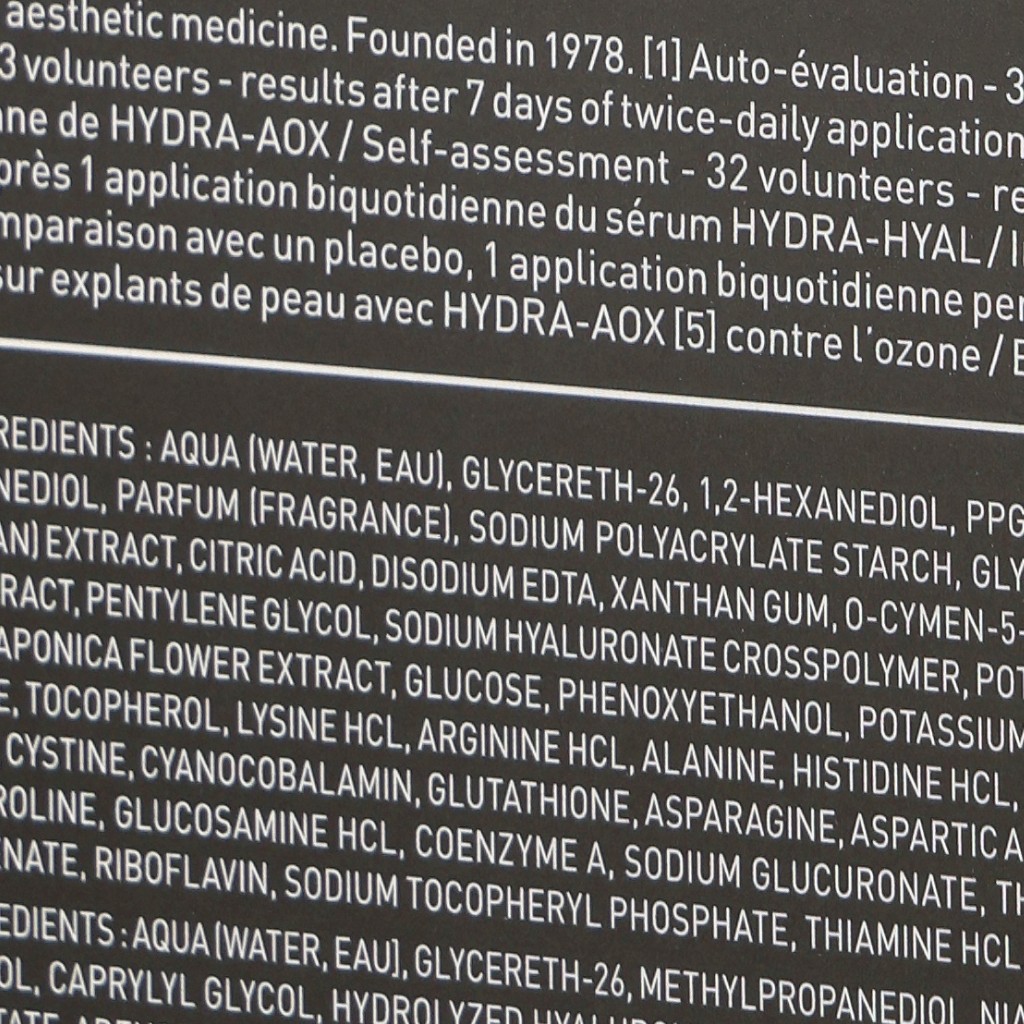 aesthetic medicine. Founded in 1978. [1] Auto-évaluation - 3
3 volunteers - results after 7 days of twice-daily application
de HYDRA-AOX / Self-assessment - 32 volunteers - re
1 application biquotidienne du sérum HYDRA-HYAL /
avec un placebo, 1 application biquotidienne
sur explants de peau avec HYDRA-AOX [5] contre l'ozone / E
REDIENTS : AQUA (WATER, EAU), GLYCERETH-26, 1,2-HEXANEDIOL, PPG
NEDIOL, PARFUM (FRAGRANCE), SODIUM POLYACRYLATE STARCH, GLY
AN) EXTRACT, CITRIC ACID, DISODIUM EDTA, XANTHAN GUM, O-CYMEN-5-
RACT, PENTYLENE GLYCOL, SODIUM HYALURONATE CROSSPOLYMER, POT
APONICA FLOWER EXTRACT, GLUCOSE, PHENOXYETHANOL, POTASSIUM
E, TOCOPHEROL, LYSINE HCL, ARGININE HCL, ALANINE, HISTIDINE HCL,
CYSTINE, CYANOCOBALAMIN, GLUTATHIONE, ASPARAGINE, ASPARTIC A
ROLINE, GLUCOSAMINE HCL, COENZYME A, SODIUM GLUCURONATE, TH
ENATE, RIBOFLAVIN, SODIUM TOCOPHERYL PHOSPHATE, THIAMINE HCL
EDIENTS : AQUA (WATER, EAU), GLYCERETH-26, METHYLPROPANEDIOL, NIA
OL, CAPRYLYL GLYCOL, HYDROLYZED